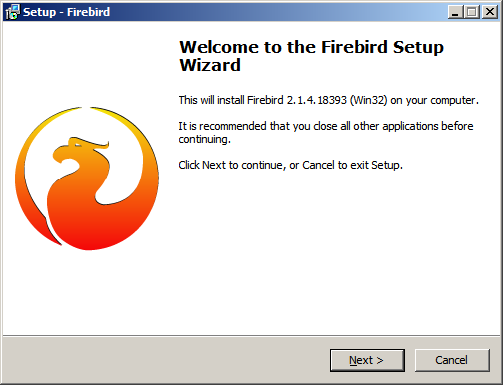 Setup - Firebird
Welcome to the Firebird Setup
Wizard
This will install Firebird 2.1.4.18393 (Win32) on your computer.
It is recommended that you close all other applications before
continuing.
Click Next to continue, or Cancel to exit Setup.
Next >
Cancel